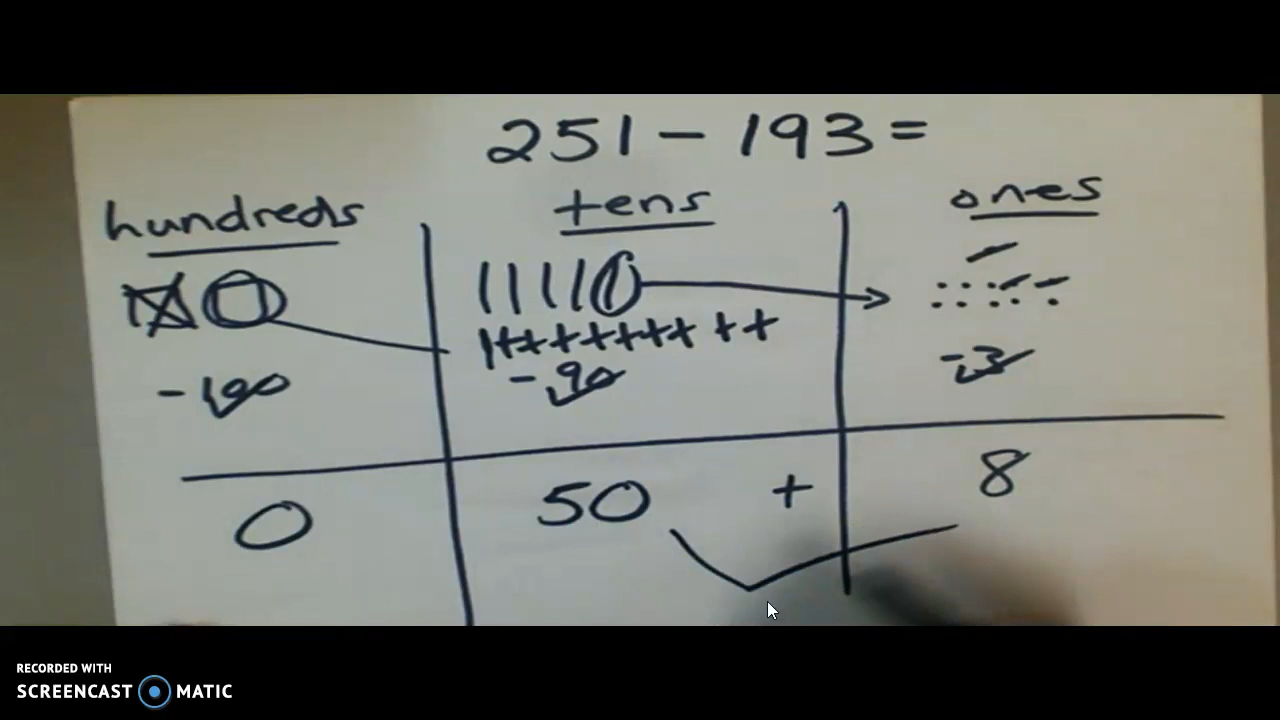 251 - 193 =
hundreds tens ones
-100 -90 -3
0 50 + 8
RECORDED WITH
SCREENCAST MATIC